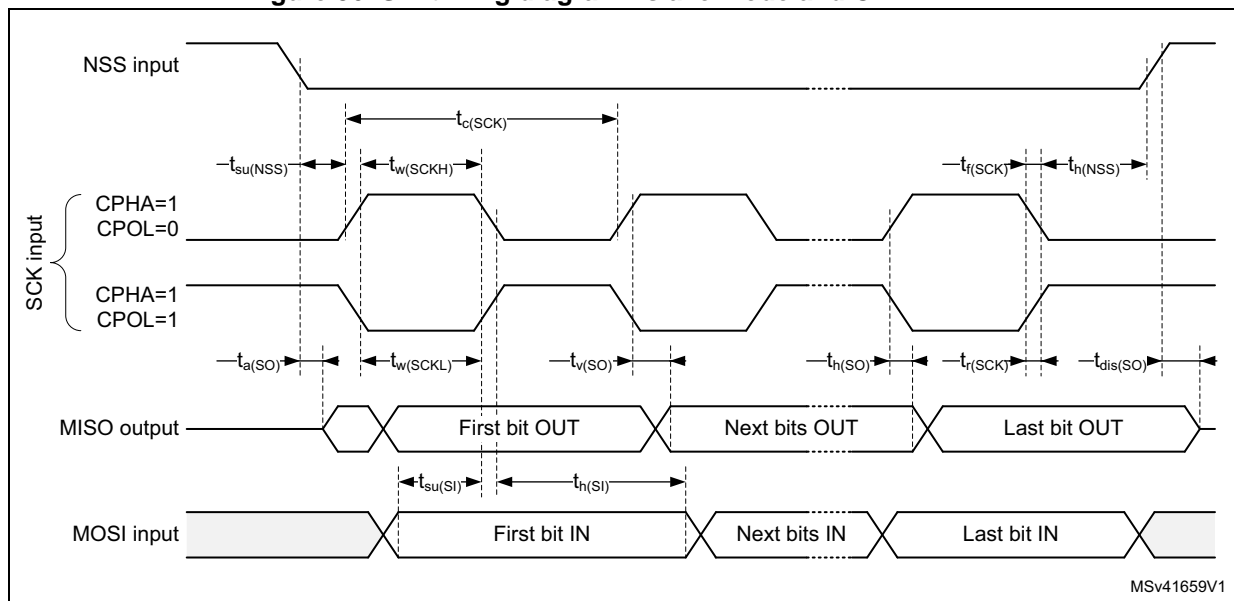 NSS input
tc(SCK)
tsu(NSS)
tw(SCKH)
tf(SCK)
th(NSS)
SCK input
CPHA=1
CPOL=0
CPHA=1
CPOL=1
ta(SO)
tw(SCKL)
tv(SO)
th(SO)
tr(SCK)
tdis(SO)
MISO output
First bit OUT
Next bits OUT
Last bit OUT
tsu(SI)
th(SI)
MOSI input
First bit IN
Next bits IN
Last bit IN
MSv41659V1